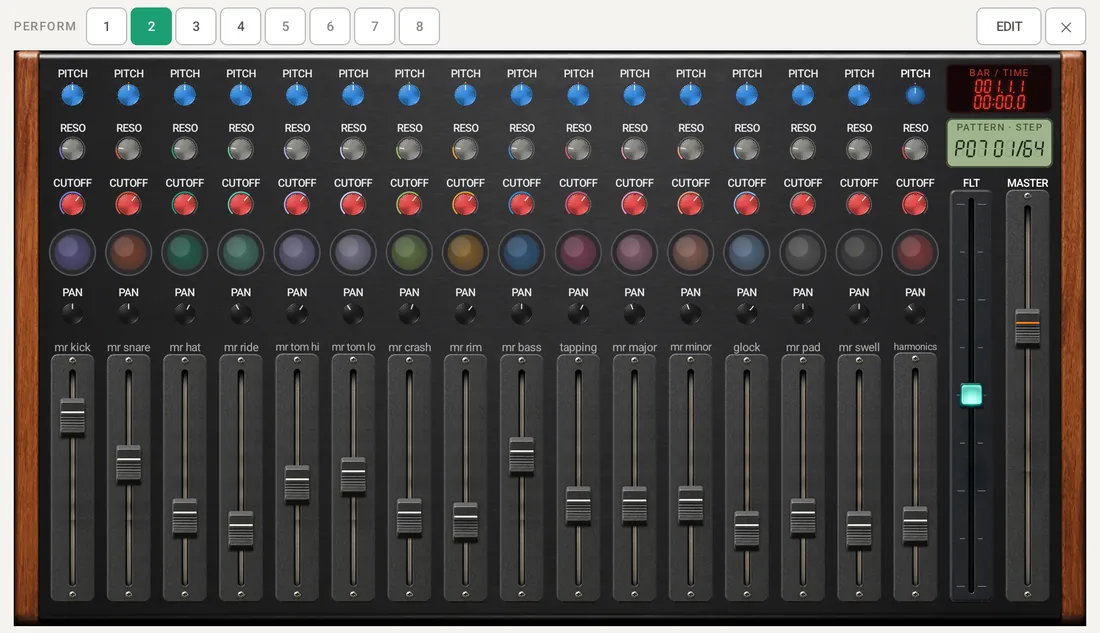 PERFORM 1 2 3 4 5 6 7 8 EDIT ×
PITCH PITCH PITCH PITCH PITCH PITCH PITCH PITCH PITCH PITCH PITCH PITCH PITCH PITCH PITCH PITCH
BAR / TIME
001.1.1
00:00.0
RESO RESO RESO RESO RESO RESO RESO RESO RESO RESO RESO RESO RESO RESO RESO RESO
PATTERN · STEP
P07 01/64
CUTOFF CUTOFF CUTOFF CUTOFF CUTOFF CUTOFF CUTOFF CUTOFF CUTOFF CUTOFF CUTOFF CUTOFF CUTOFF CUTOFF CUTOFF CUTOFF FLT MASTER
PAN PAN PAN PAN PAN PAN PAN PAN PAN PAN PAN PAN PAN PAN PAN PAN
mr kick mr snare mr hat mr ride mr tom hi mr tom lo mr crash mr rim mr bass tapping mr major mr minor glock mr pad mr swell harmonics